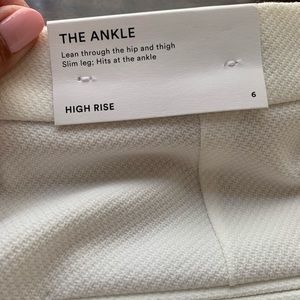 THE ANKLE
Lean through the hip and thigh
Slim leg; Hits at the ankle
HIGH RISE
6